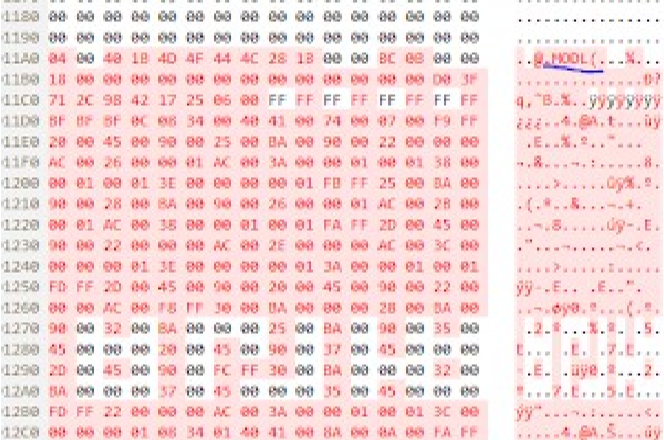 1180 00 00 00 00 00 00 00 00 00 00 00 00 00 00 00 00 ................
1190 00 00 00 00 00 00 00 00 00 00 00 00 00 00 00 00 ................
11A0 04 00 40 1B 4D 4F 44 4C 28 1B 00 00 BC 0B 00 00 ..@.MODL(...¼...
11B0 18 00 00 00 00 00 00 00 00 00 00 00 00 00 D0 3F ..............Ð?
11C0 71 2C 98 42 17 25 06 00 FF FF FF FF FF FF FF FF q,˜B.%..ÿÿÿÿÿÿÿÿ
11D0 BF BF BF 0C 08 34 00 40 41 00 74 00 07 00 F9 FF
11E0 20 00 45 00 90 00 25 00 BA 00 90 00 22 00 00 00
11F0 AC 00 26 00 00 01 AC 00 3A 00 00 01 00 01 38 00
1200 00 01 00 01 3E 00 00 00 00 01 FB FF 25 00 BA 00
1210 90 00 28 00 BA 00 90 00 26 00 00 01 AC 00 2B 00
1220 00 01 AC 00 38 00 00 01 00 01 FA FF 2D 00 45 00
1230 90 00 22 00 00 00 AC 00 2E 00 00 00 AC 00 3C 00
1240 00 00 00 01 3E 00 00 00 00 01 3A 00 00 01 00 01
1250 FD FF 2D 00 45 00 90 00 20 00 45 00 90 00 22 00
1260 00 00 AC 00 F8 FF 30 00 BA 00 00 00 28 00 BA 00
1270 90 00 32 00 BA 00 00 00 25 00 BA 00 90 00 35 00
1280 45 00 00 00 20 00 45 00 90 00 37 00 45 00 00 00
1290 2D 00 45 00 90 00 FC FF 30 00 BA 00 00 00 32 00
12A0 BA 00 00 00 37 00 45 00 00 00 35 00 45 00 00 00
12B0 FD FF 22 00 00 00 AC 00 3A 00 00 01 00 01 3C 00
12C0 00 00 00 01 08 34 01 40 41 00 8A 00 0A 00 FA FF